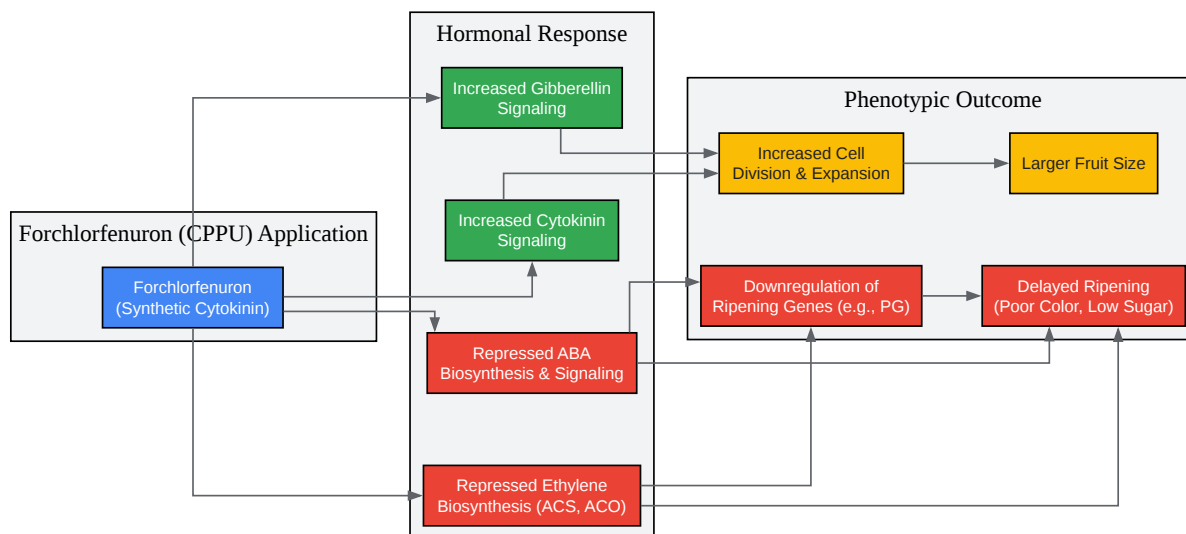 Forchlorfenuron (CPPU) Application
Forchlorfenuron
(Synthetic Cytokinin)
Hormonal Response
Increased Gibberellin
Signaling
Increased Cytokinin
Signaling
Repressed ABA
Biosynthesis & Signaling
Repressed Ethylene
Biosynthesis (ACS, ACO)
Phenotypic Outcome
Increased Cell
Division & Expansion
Larger Fruit Size
Downregulation of
Ripening Genes (e.g., PG)
Delayed Ripening
(Poor Color, Low Sugar)